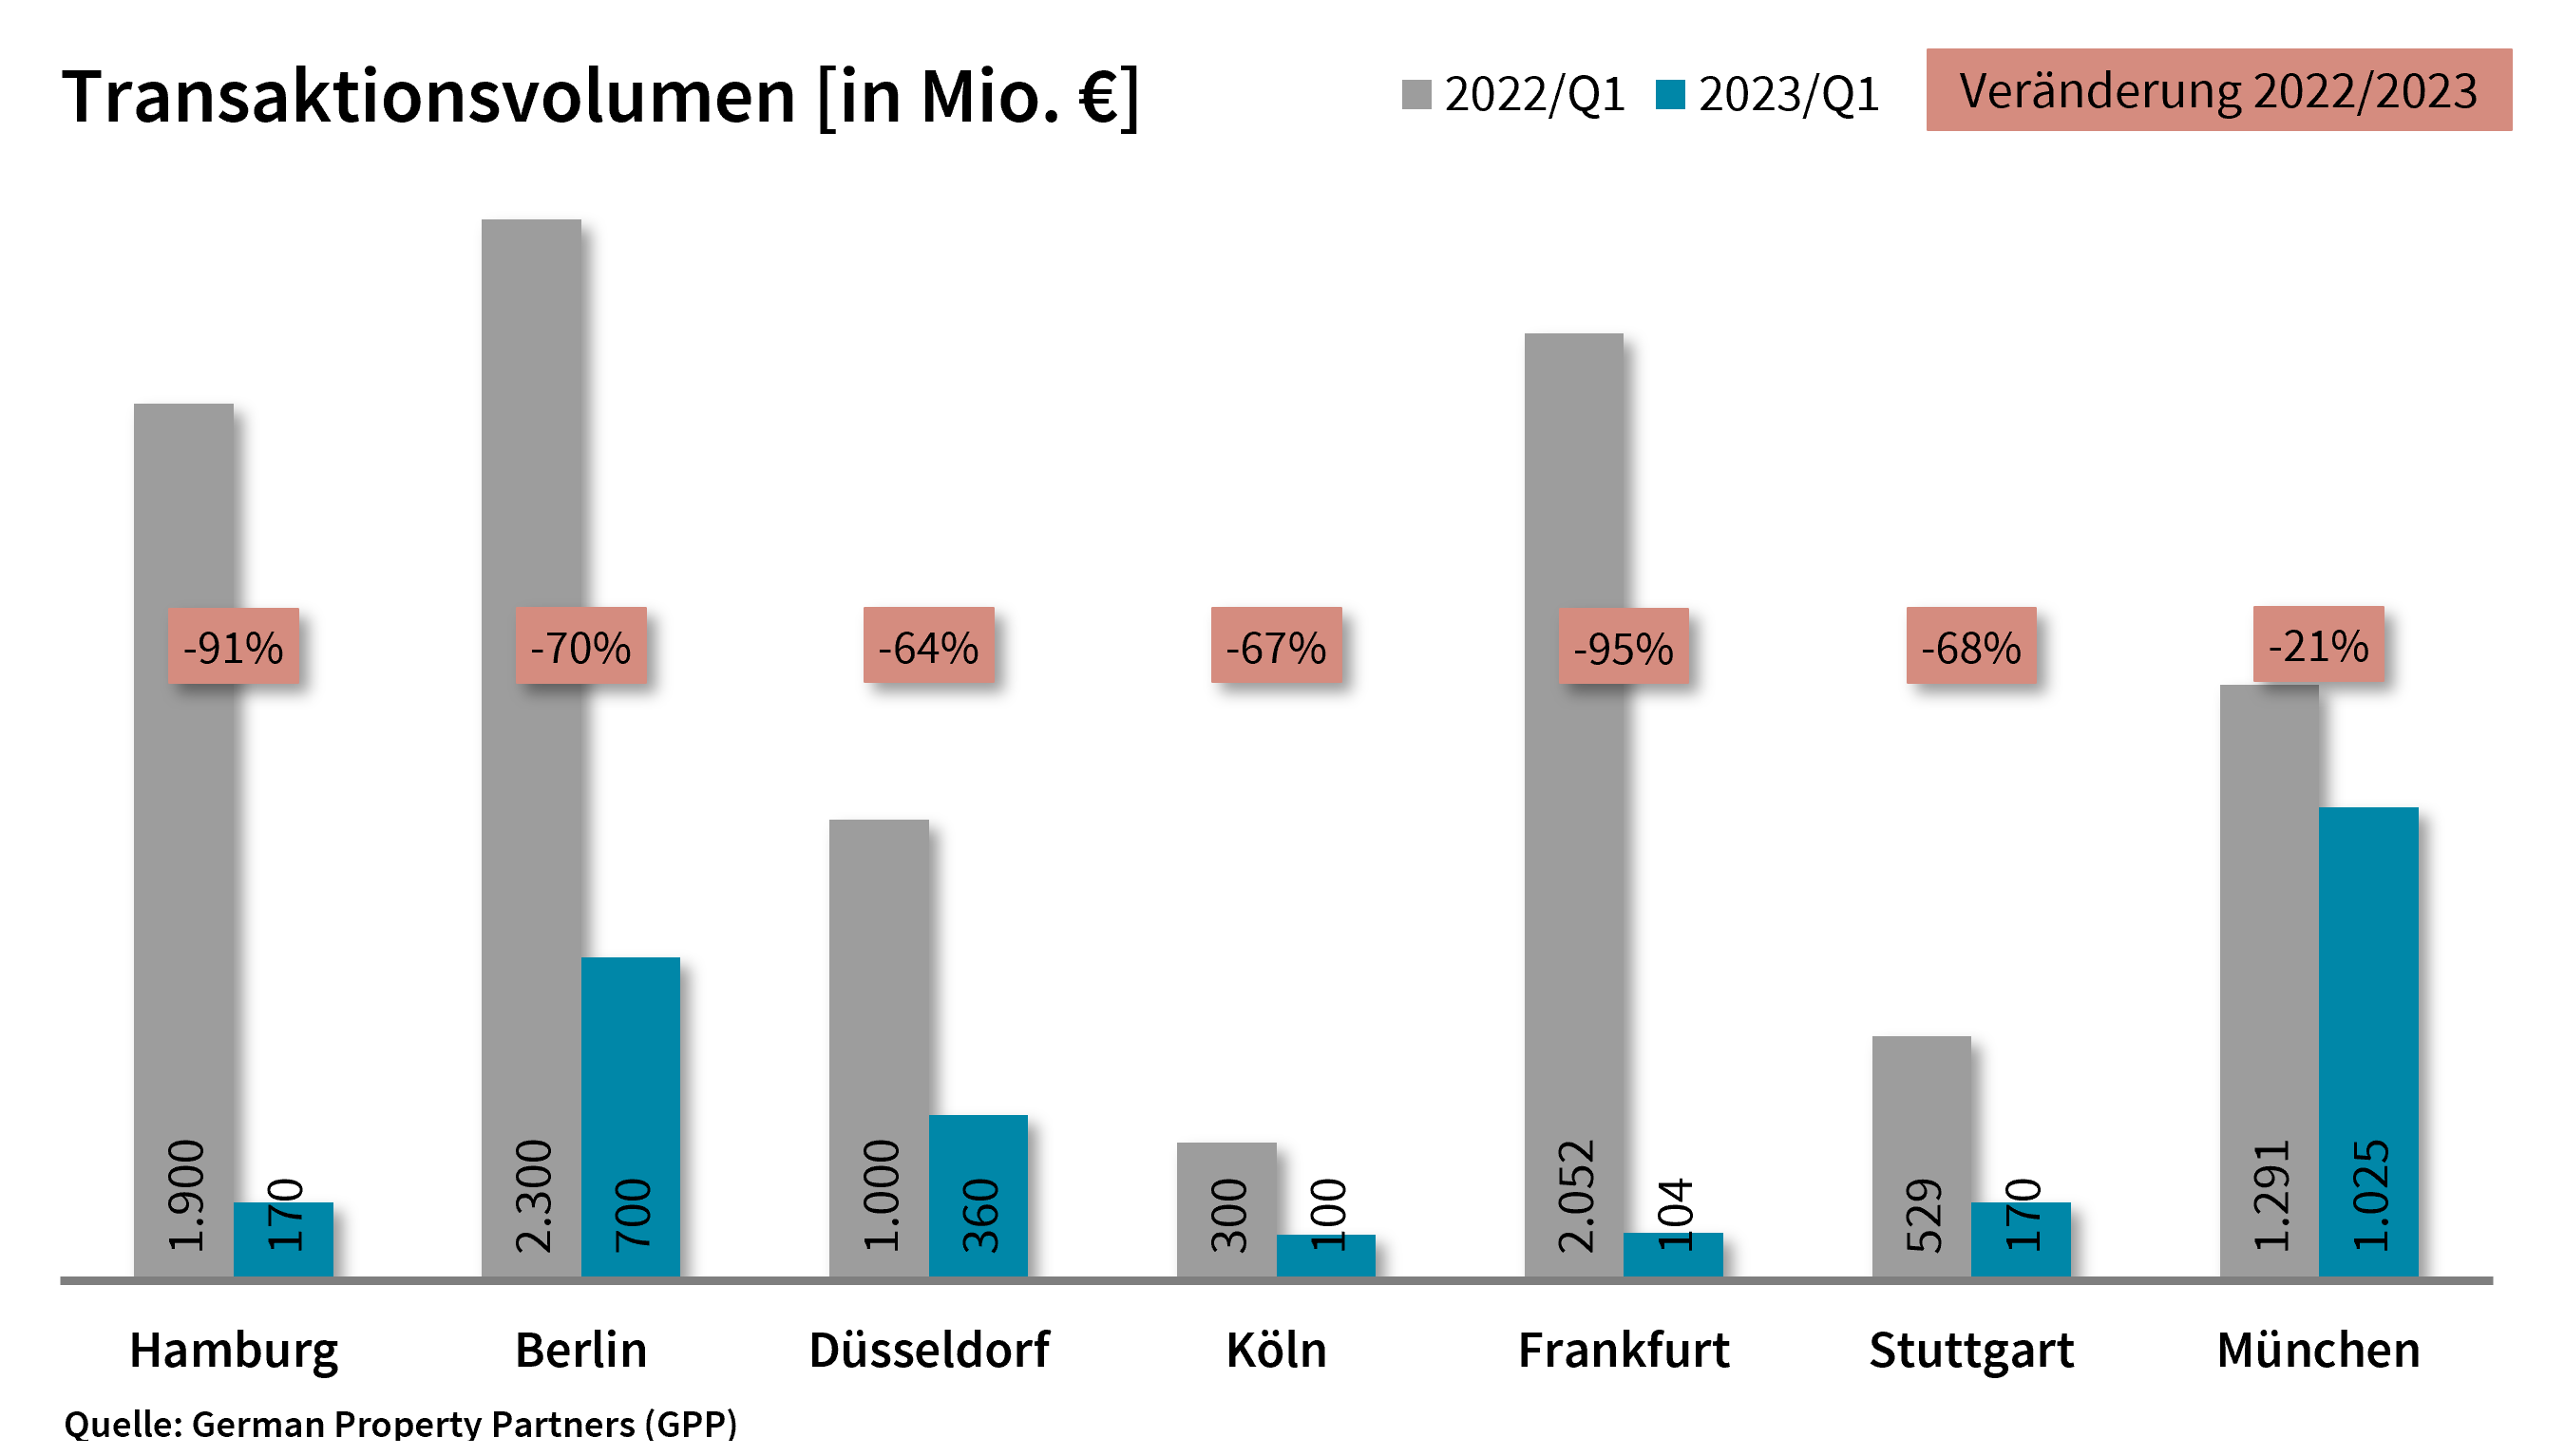 Transaktionsvolumen [in Mio. €]
2022/Q1 2023/Q1 Veränderung 2022/2023
-91% -70% -64% -67% -95% -68% -21%
1.900 170 2.300 700 1.000 360 300 100 2.052 104 529 170 1.291 1.025
Hamburg Berlin Düsseldorf Köln Frankfurt Stuttgart München
Quelle: German Property Partners (GPP)